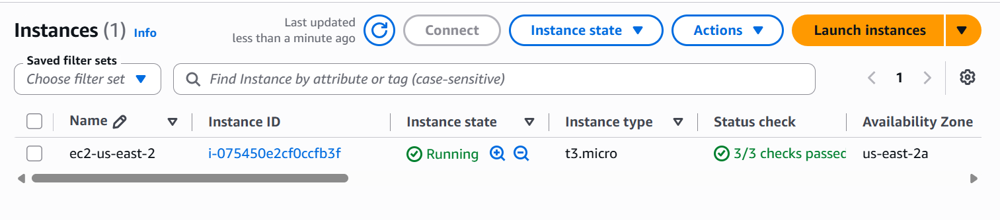 Instances (1) Info
Last updated
less than a minute ago
Connect
Instance state
Actions
Launch instances
Saved filter sets
Choose filter set
Find Instance by attribute or tag (case-sensitive)
1
Name Instance ID Instance state Instance type Status check Availability Zone
ec2-us-east-2 i-075450e2cf0ccfb3f Running t3.micro 3/3 checks passed us-east-2a